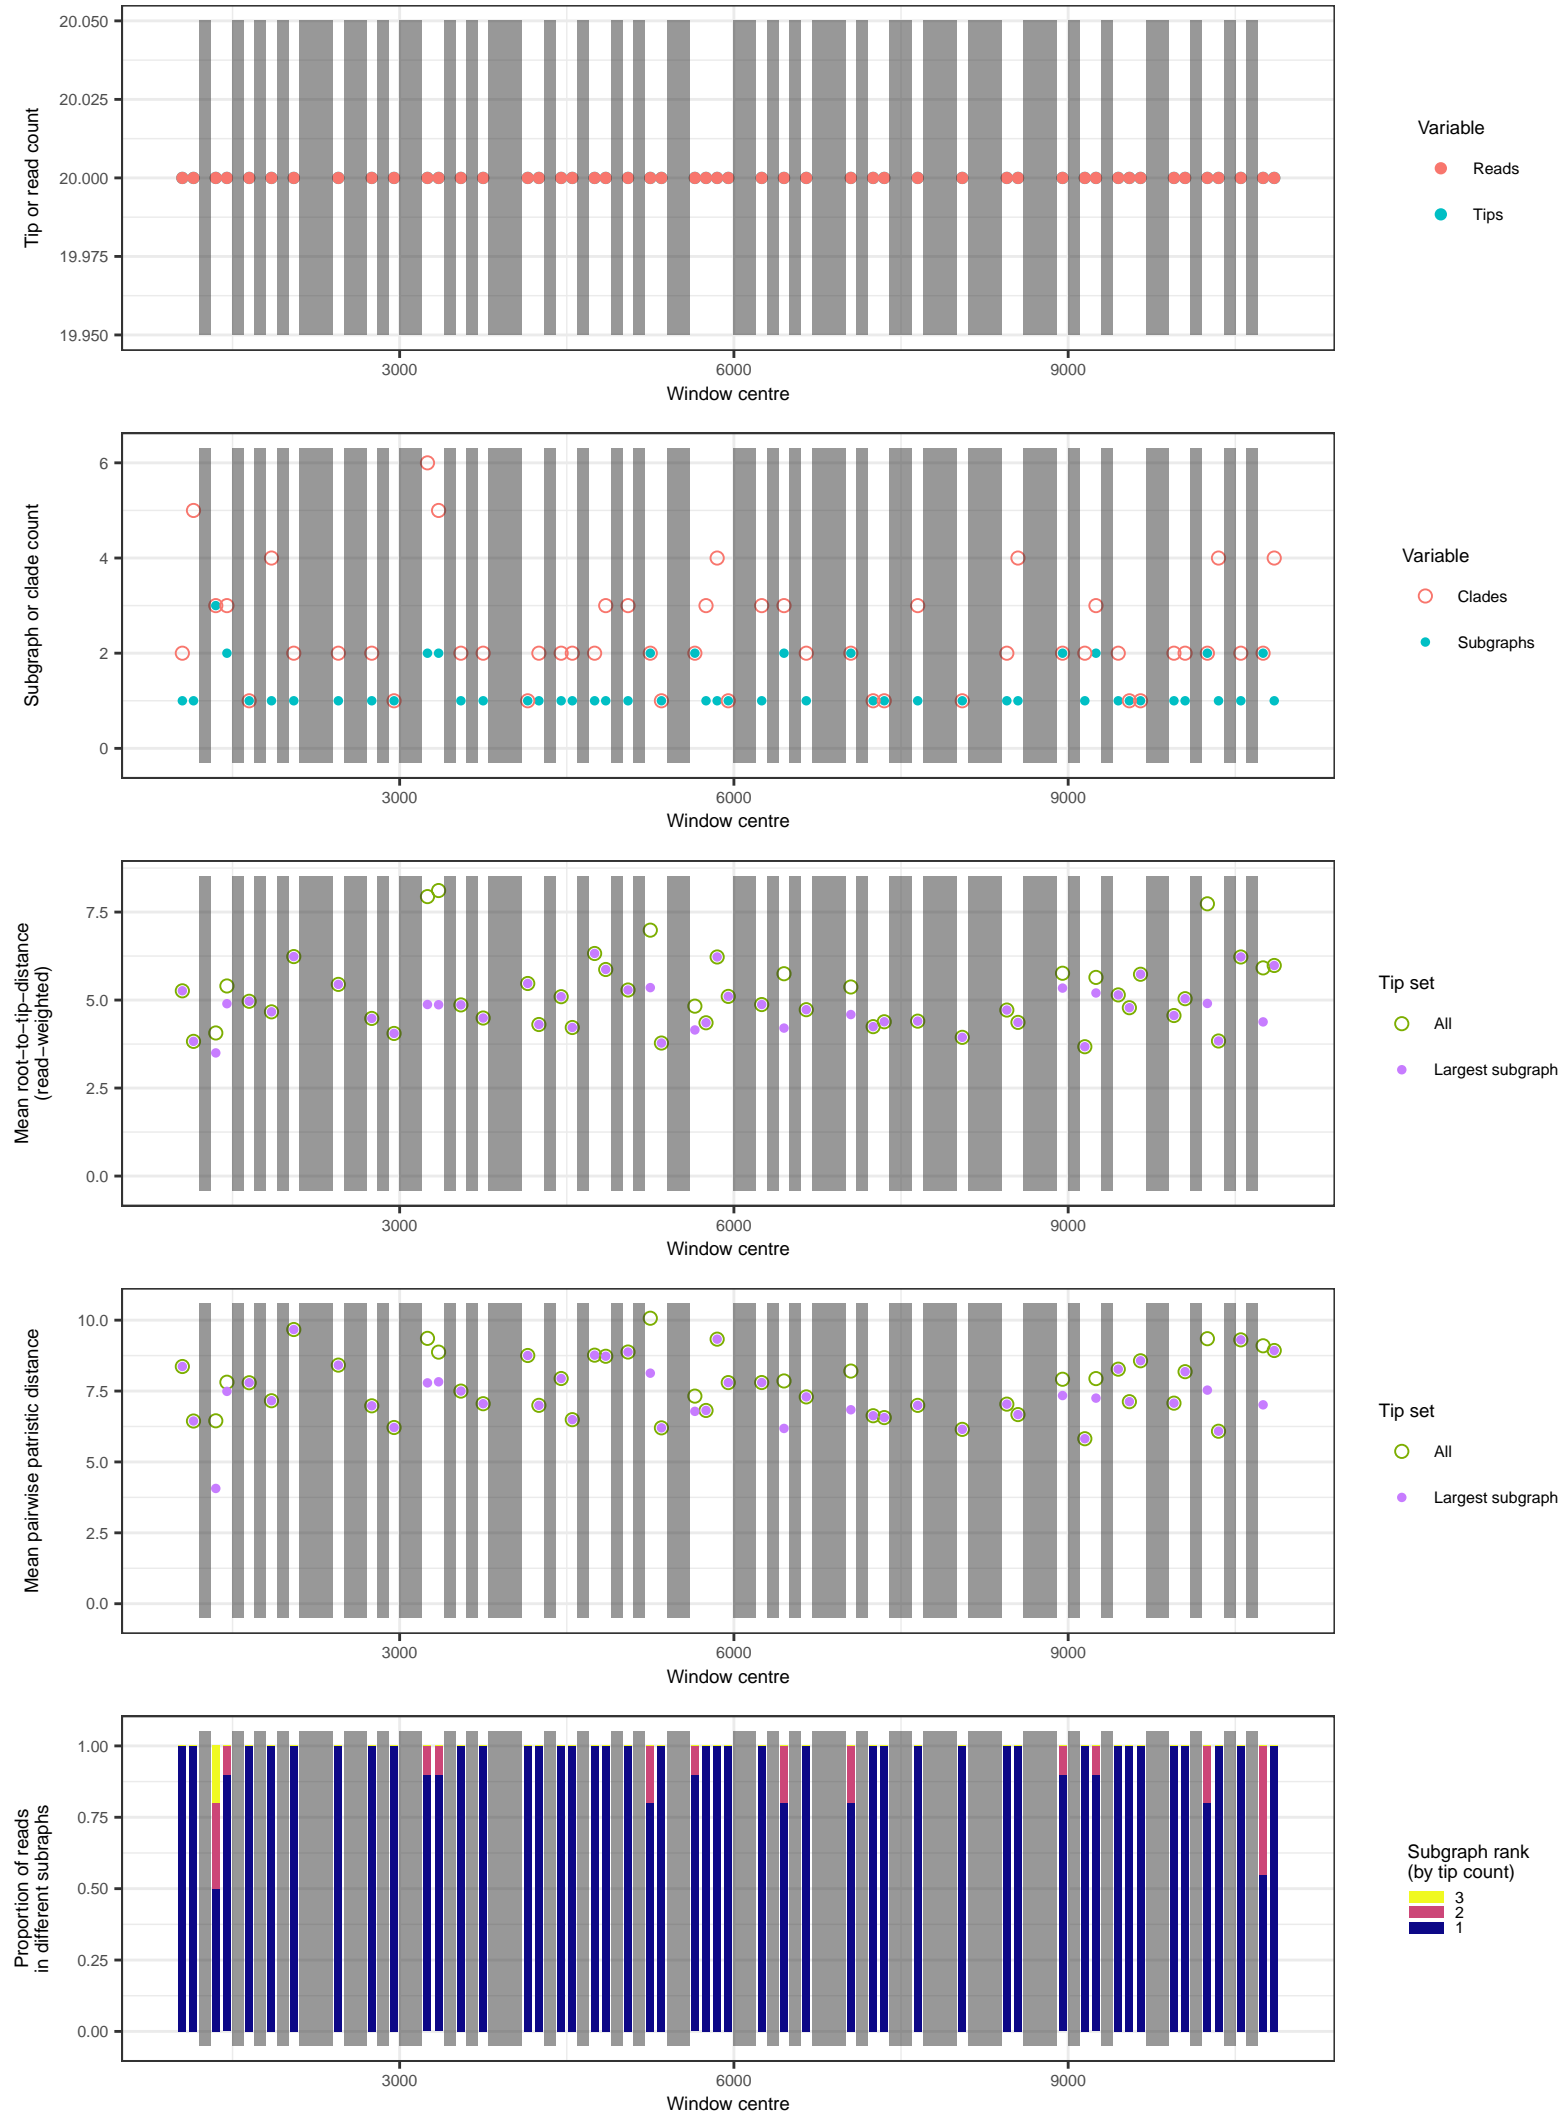 20.050
20.025
20.000
19.975
19.950
Tip or read count
3000
6000
9000
Window centre
Variable
Reads
Tips
6
4
2
0
Subgraph or clade count
3000
6000
9000
Window centre
Variable
Clades
Subgraphs
7.5
5.0
2.5
0.0
Mean root−to−tip−distance
(read−weighted)
3000
6000
9000
Window centre
Tip set
All
Largest subgraph
10.0
7.5
5.0
2.5
0.0
Mean pairwise patristic distance
3000
6000
9000
Window centre
Tip set
All
Largest subgraph
1.00
0.75
0.50
0.25
0.00
Proportion of reads
in different subraphs
3000
6000
9000
Window centre
Subgraph rank
(by tip count)
3
2
1